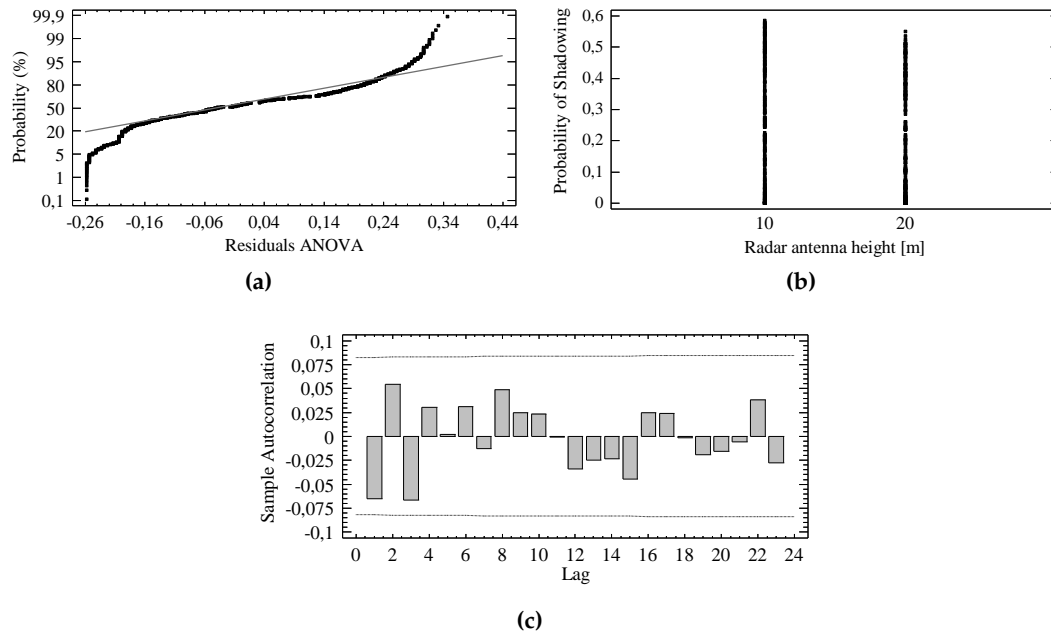 99,9
99
95
80
50
20
5
1
0,1
Probability (%)
-0,26 -0,16 -0,06 0,04 0,14 0,24 0,34 0,44
Residuals ANOVA
(a)
0,6
0,5
0,4
0,3
0,2
0,1
0
Probability of Shadowing
10 20
Radar antenna height [m]
(b)
0,1
0,075
0,05
0,025
0
-0,025
-0,05
-0,075
-0,1
Sample Autocorrelation
0 2 4 6 8 10 12 14 16 18 20 22 24
Lag
(c)